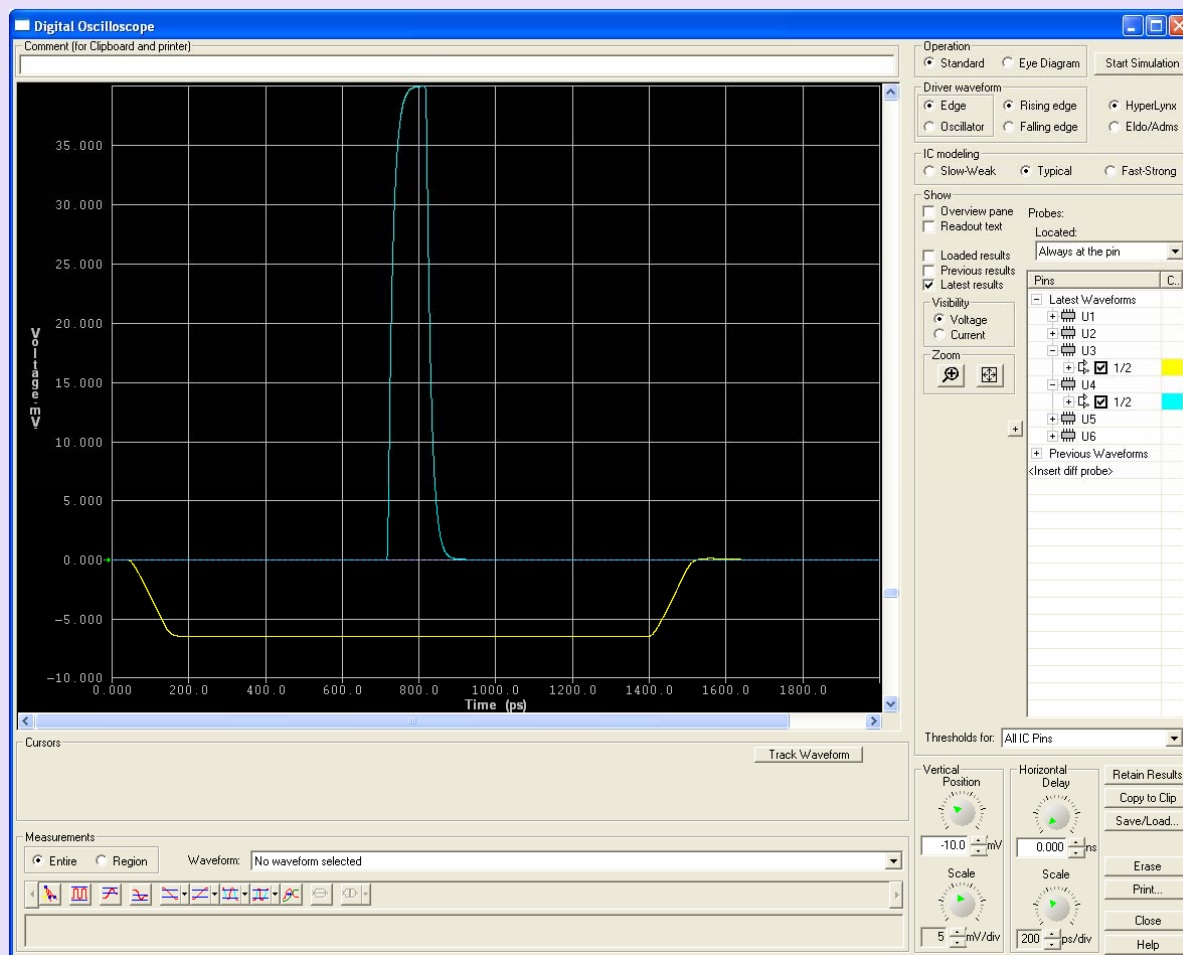 Digital Oscilloscope
Comment (for Clipboard and printer)
35.000
30.000
25.000
20.000
15.000
10.000
5.000
0.000
-5.000
-10.000
Voltage-mV
0.000 200.0 400.0 600.0 800.0 1000.0 1200.0 1400.0 1600.0 1800.0
Time (ps)
Operation
Standard Eye Diagram Start Simulation
Driver waveform
Edge Rising edge HyperLynx
Oscillator Falling edge Eldo/Adms
IC modeling
Slow-Weak Typical Fast-Strong
Show
Overview pane
Readout text
Loaded results
Previous results
Latest results
Visibility
Voltage
Current
Zoom
Probes:
Located:
Always at the pin
Pins C..
Latest Waveforms
U1
U2
U3
1/2
U4
1/2
U5
U6
Previous Waveforms
<Insert diff probe>
Thresholds for: All IC Pins
Cursors
Track Waveform
Measurements
Entire Region Waveform: No waveform selected
Vertical
Position
-10.0 mV
Scale
5 mV/div
Horizontal
Delay
0.000 ns
Scale
200 ps/div
Retain Results
Copy to Clip
Save/Load...
Erase
Print...
Close
Help